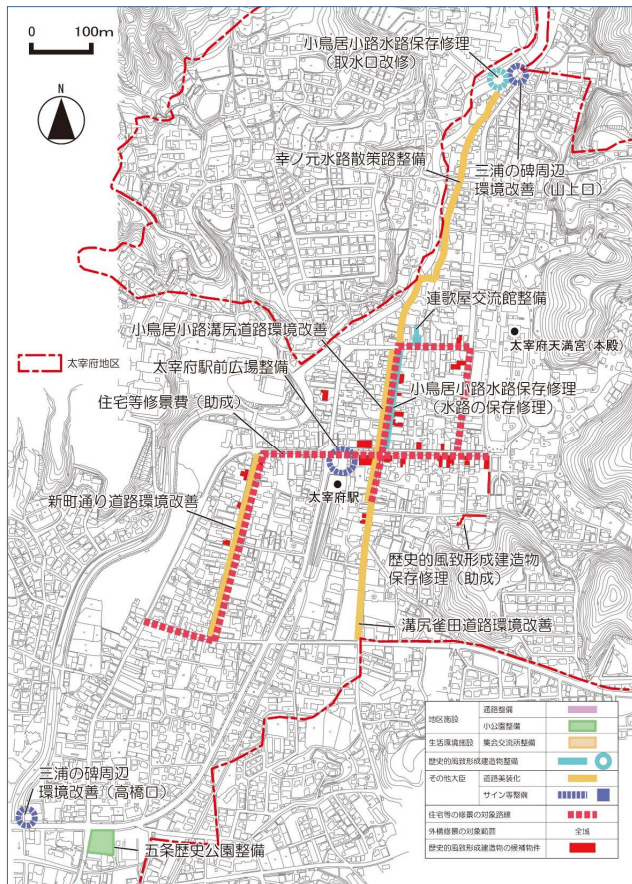 0 100m
N
小鳥居小路水路保存修理
（取水口改修）
幸ノ元水路散策路整備
三浦の碑周辺
環境改善（山上口）
連歌屋交流館整備
小鳥居小路溝尻道路環境改善
太宰府天満宮（本殿）
太宰府地区
太宰府駅前広場整備
小鳥居小路水路保存修理
（水路の保存修理）
住宅等修景費（助成）
太宰府駅
新町通り道路環境改善
歴史的風致形成建造物
保存修理（助成）
溝尻雀田道路環境改善
三浦の碑周辺
環境改善（高橋口）
五条歴史公園整備
地区施設 通路整備
小公園整備
生活環境施設 集会交流所整備
歴史的風致形成建造物整備
その他大臣 道路美装化
サイン等整備
住宅等の修景の対象路線
外構修景の対象範囲 全域
歴史的風致形成建造物の候補物件